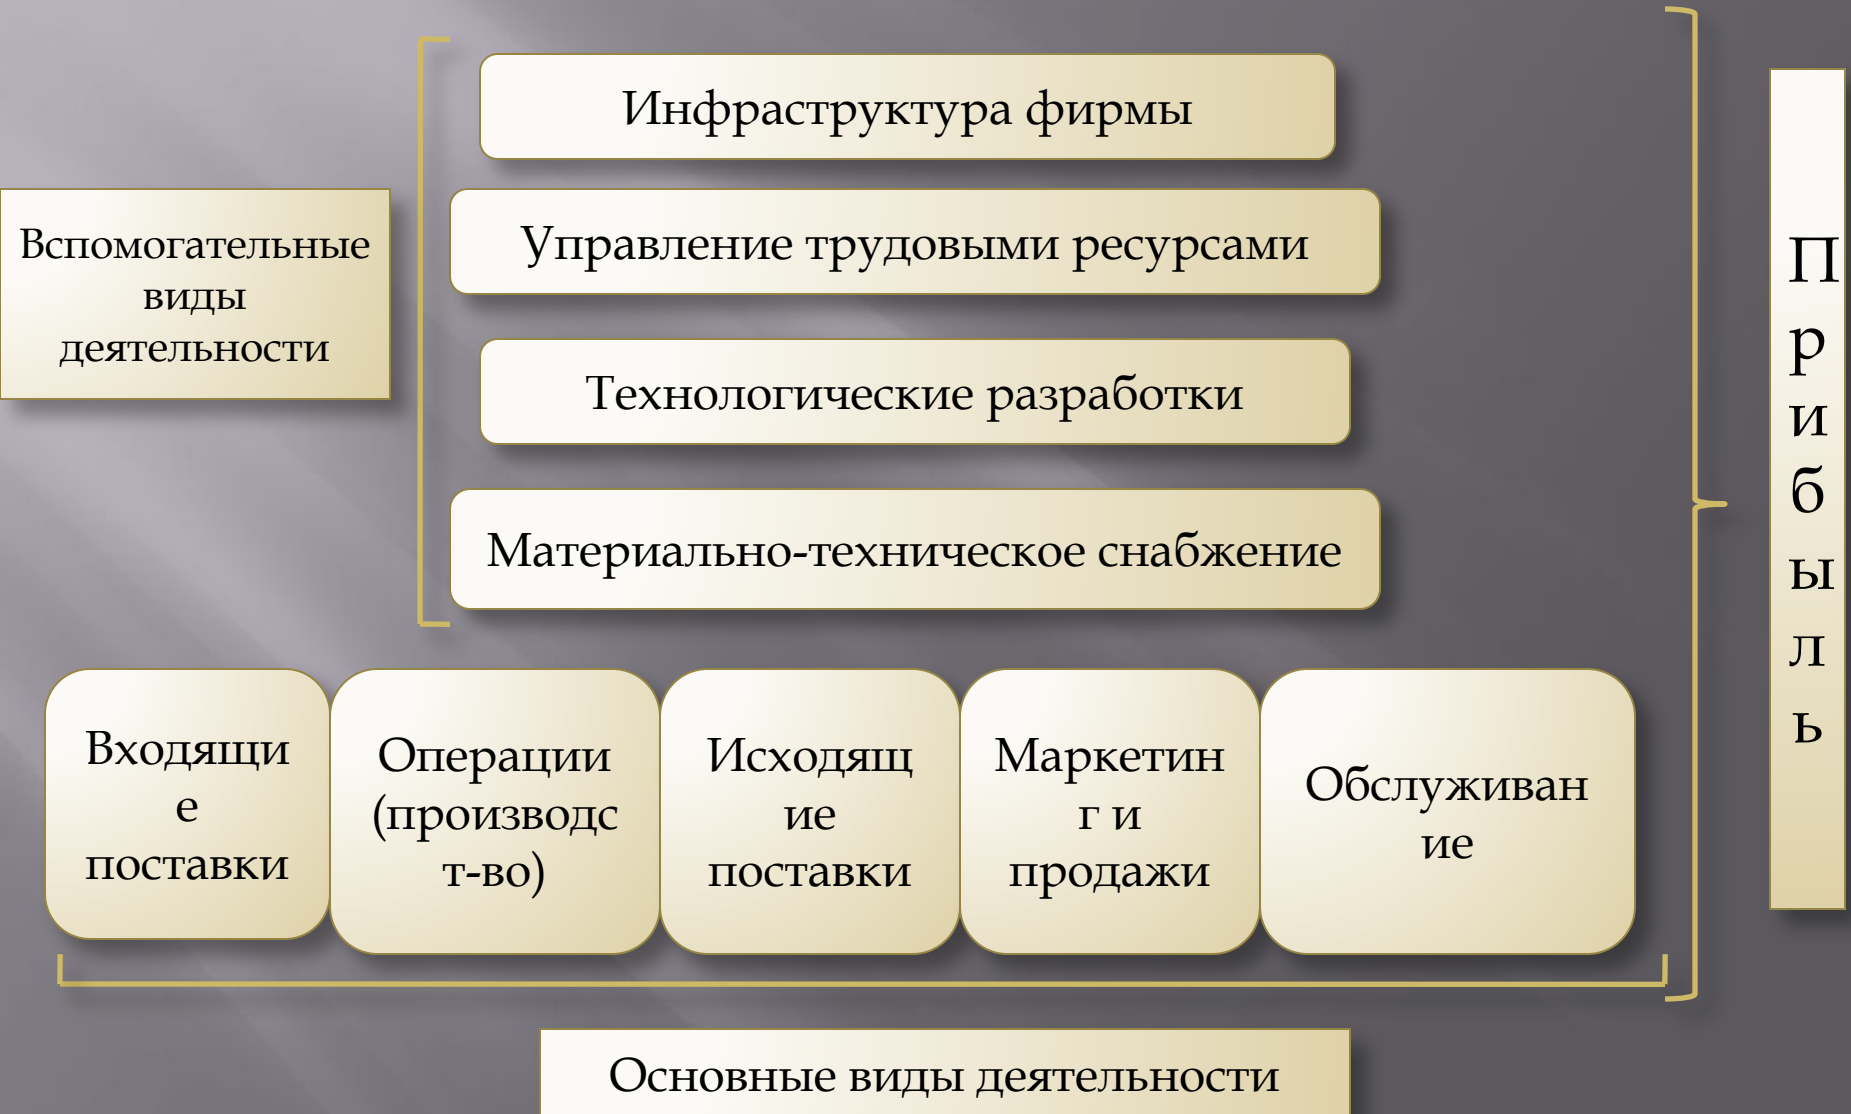 Инфраструктура фирмы
Вспомогательные
виды
деятельности
Управление трудовыми ресурсами
Технологические разработки
Материально-техническое снабжение
Входящи
е
поставки
Операции
(производс
т-во)
Исходящ
ие
поставки
Маркетин
г и
продажи
Обслуживан
ие
Основные виды деятельности
П
р
и
б
ы
л
ь